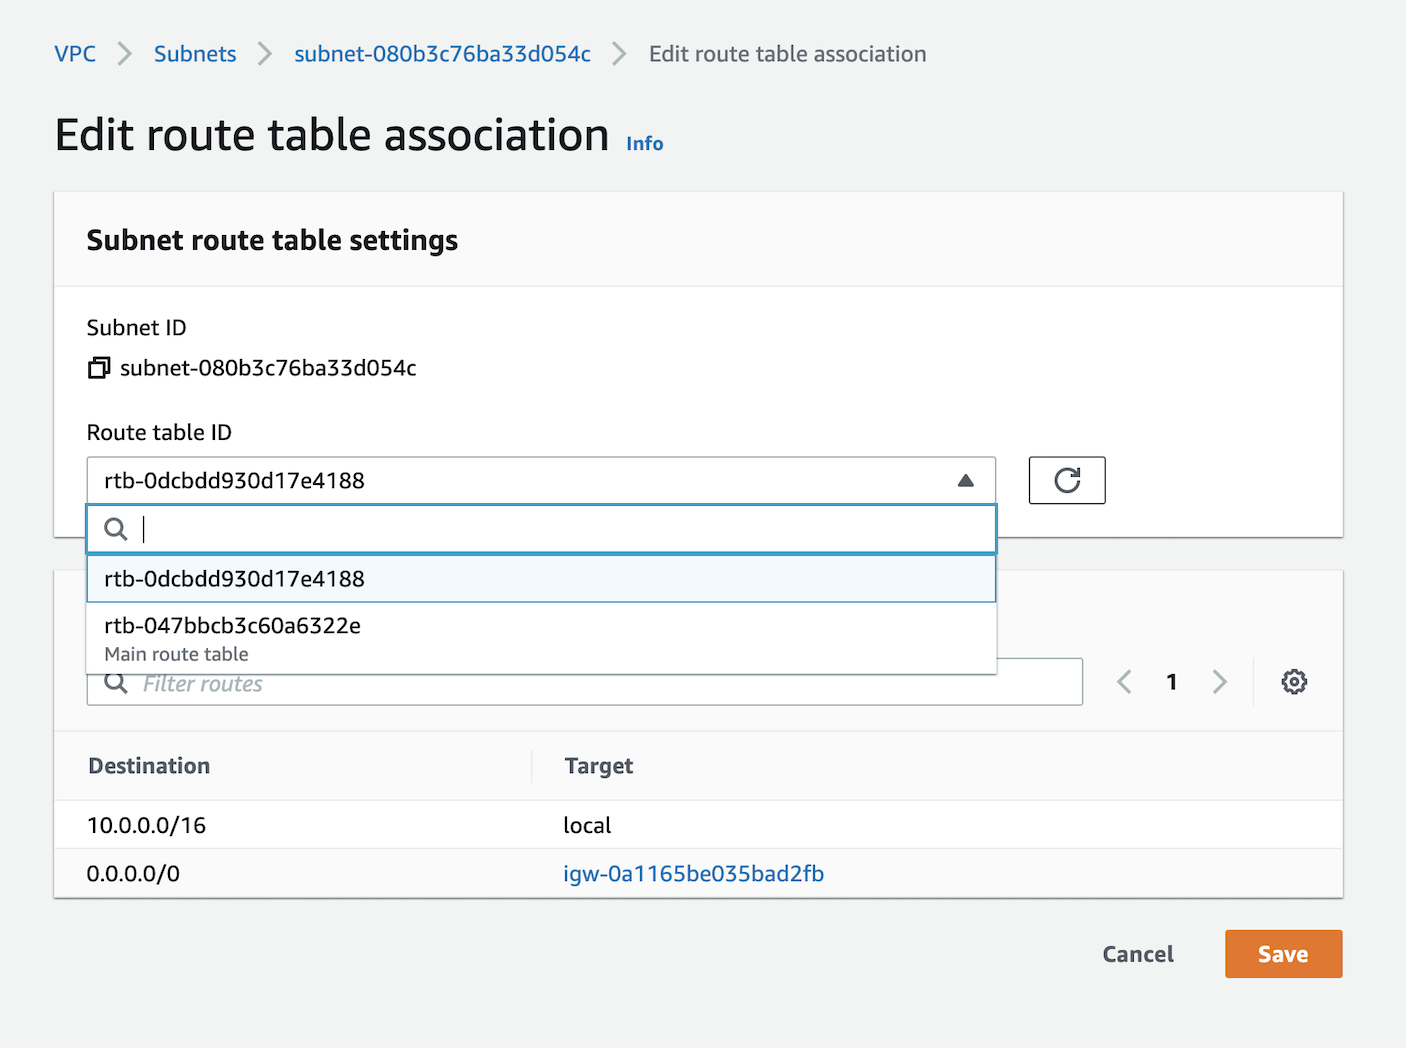 VPC Subnets subnet-080b3c76ba33d054c Edit route table association
Edit route table association Info
Subnet route table settings
Subnet ID
subnet-080b3c76ba33d054c
Route table ID
rtb-0dcbdd930d17e4188
rtb-0dcbdd930d17e4188
rtb-047bbcb3c60a6322e
Main route table
Filter routes 1
Destination Target
10.0.0.0/16 local
0.0.0.0/0 igw-0a1165be035bad2fb
Cancel Save